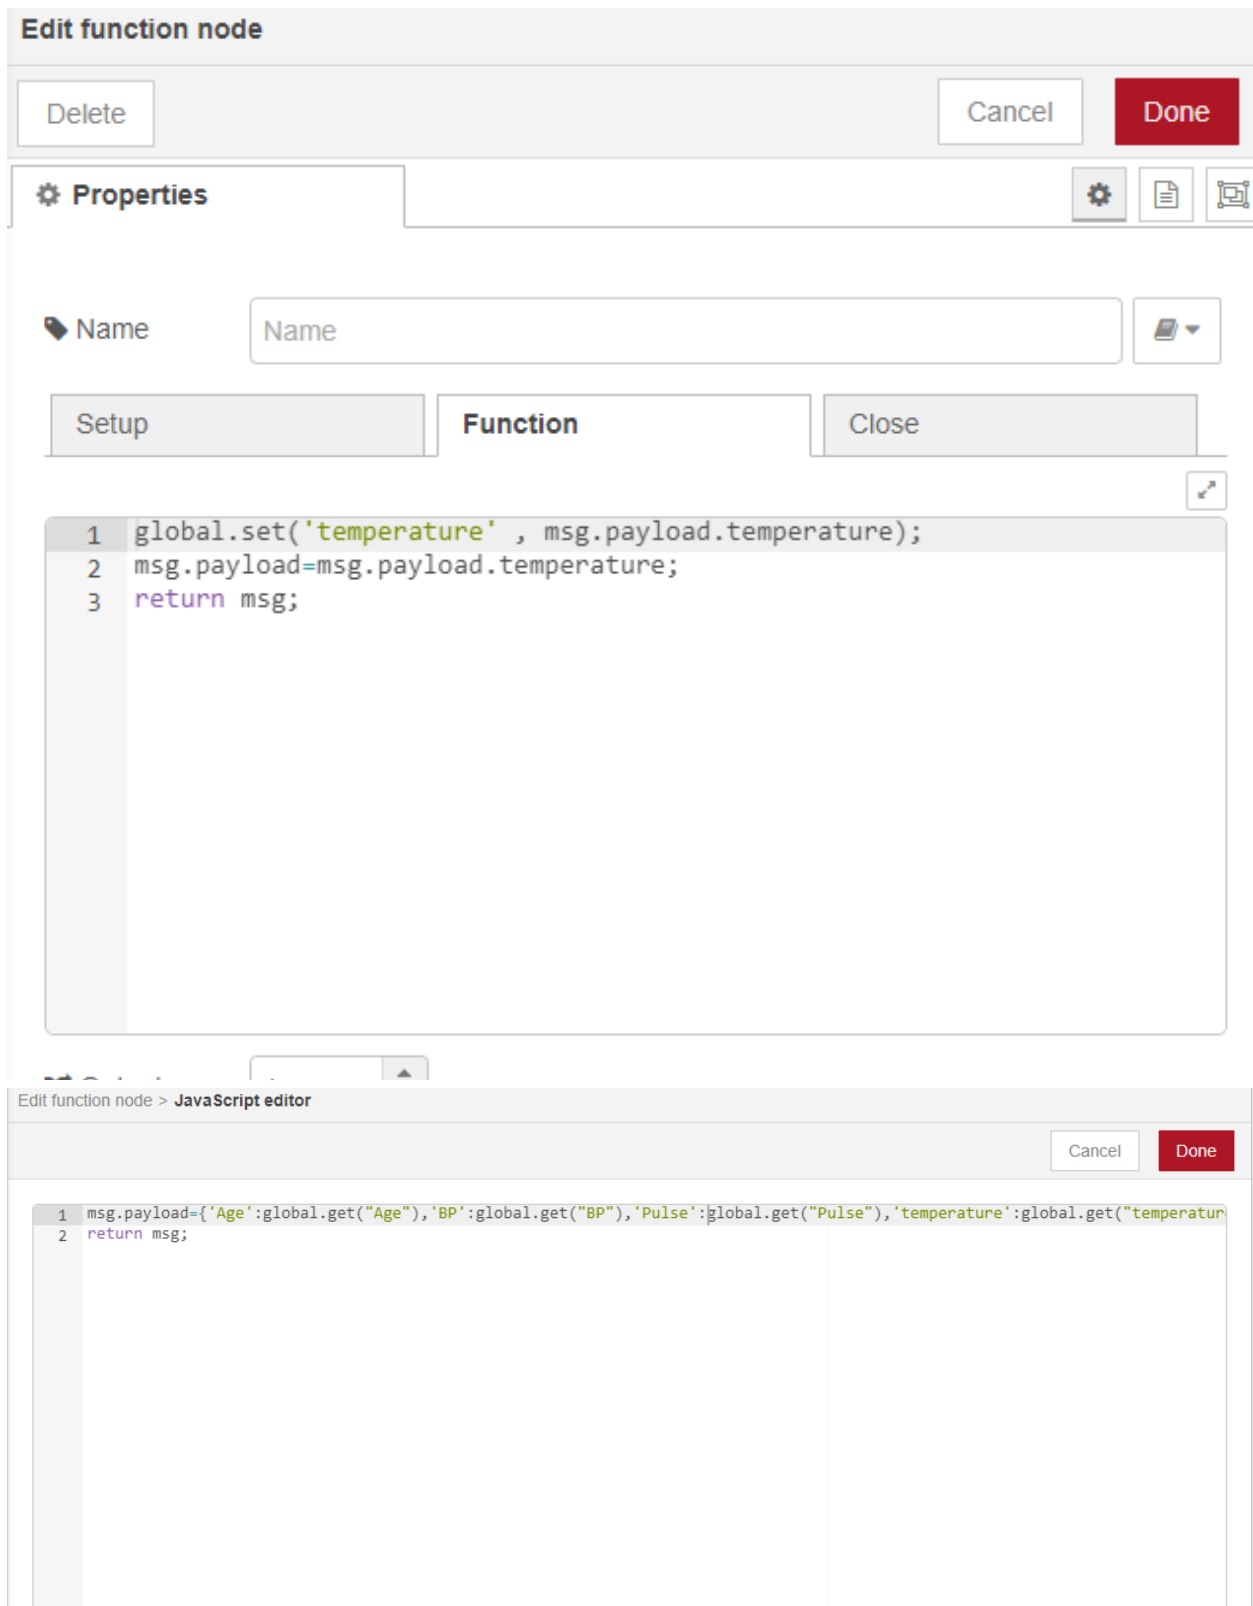 Edit function node
Delete
Cancel
Done
Properties
Name
Name
Setup
Function
Close
1 global.set('temperature' , msg.payload.temperature);
2 msg.payload=msg.payload.temperature;
3 return msg;
Edit function node > JavaScript editor
Cancel
Done
1 msg.payload={'Age':global.get("Age"),'BP':global.get("BP"),'Pulse':global.get("Pulse"),'temperature':global.get("temperatur
2 return msg;